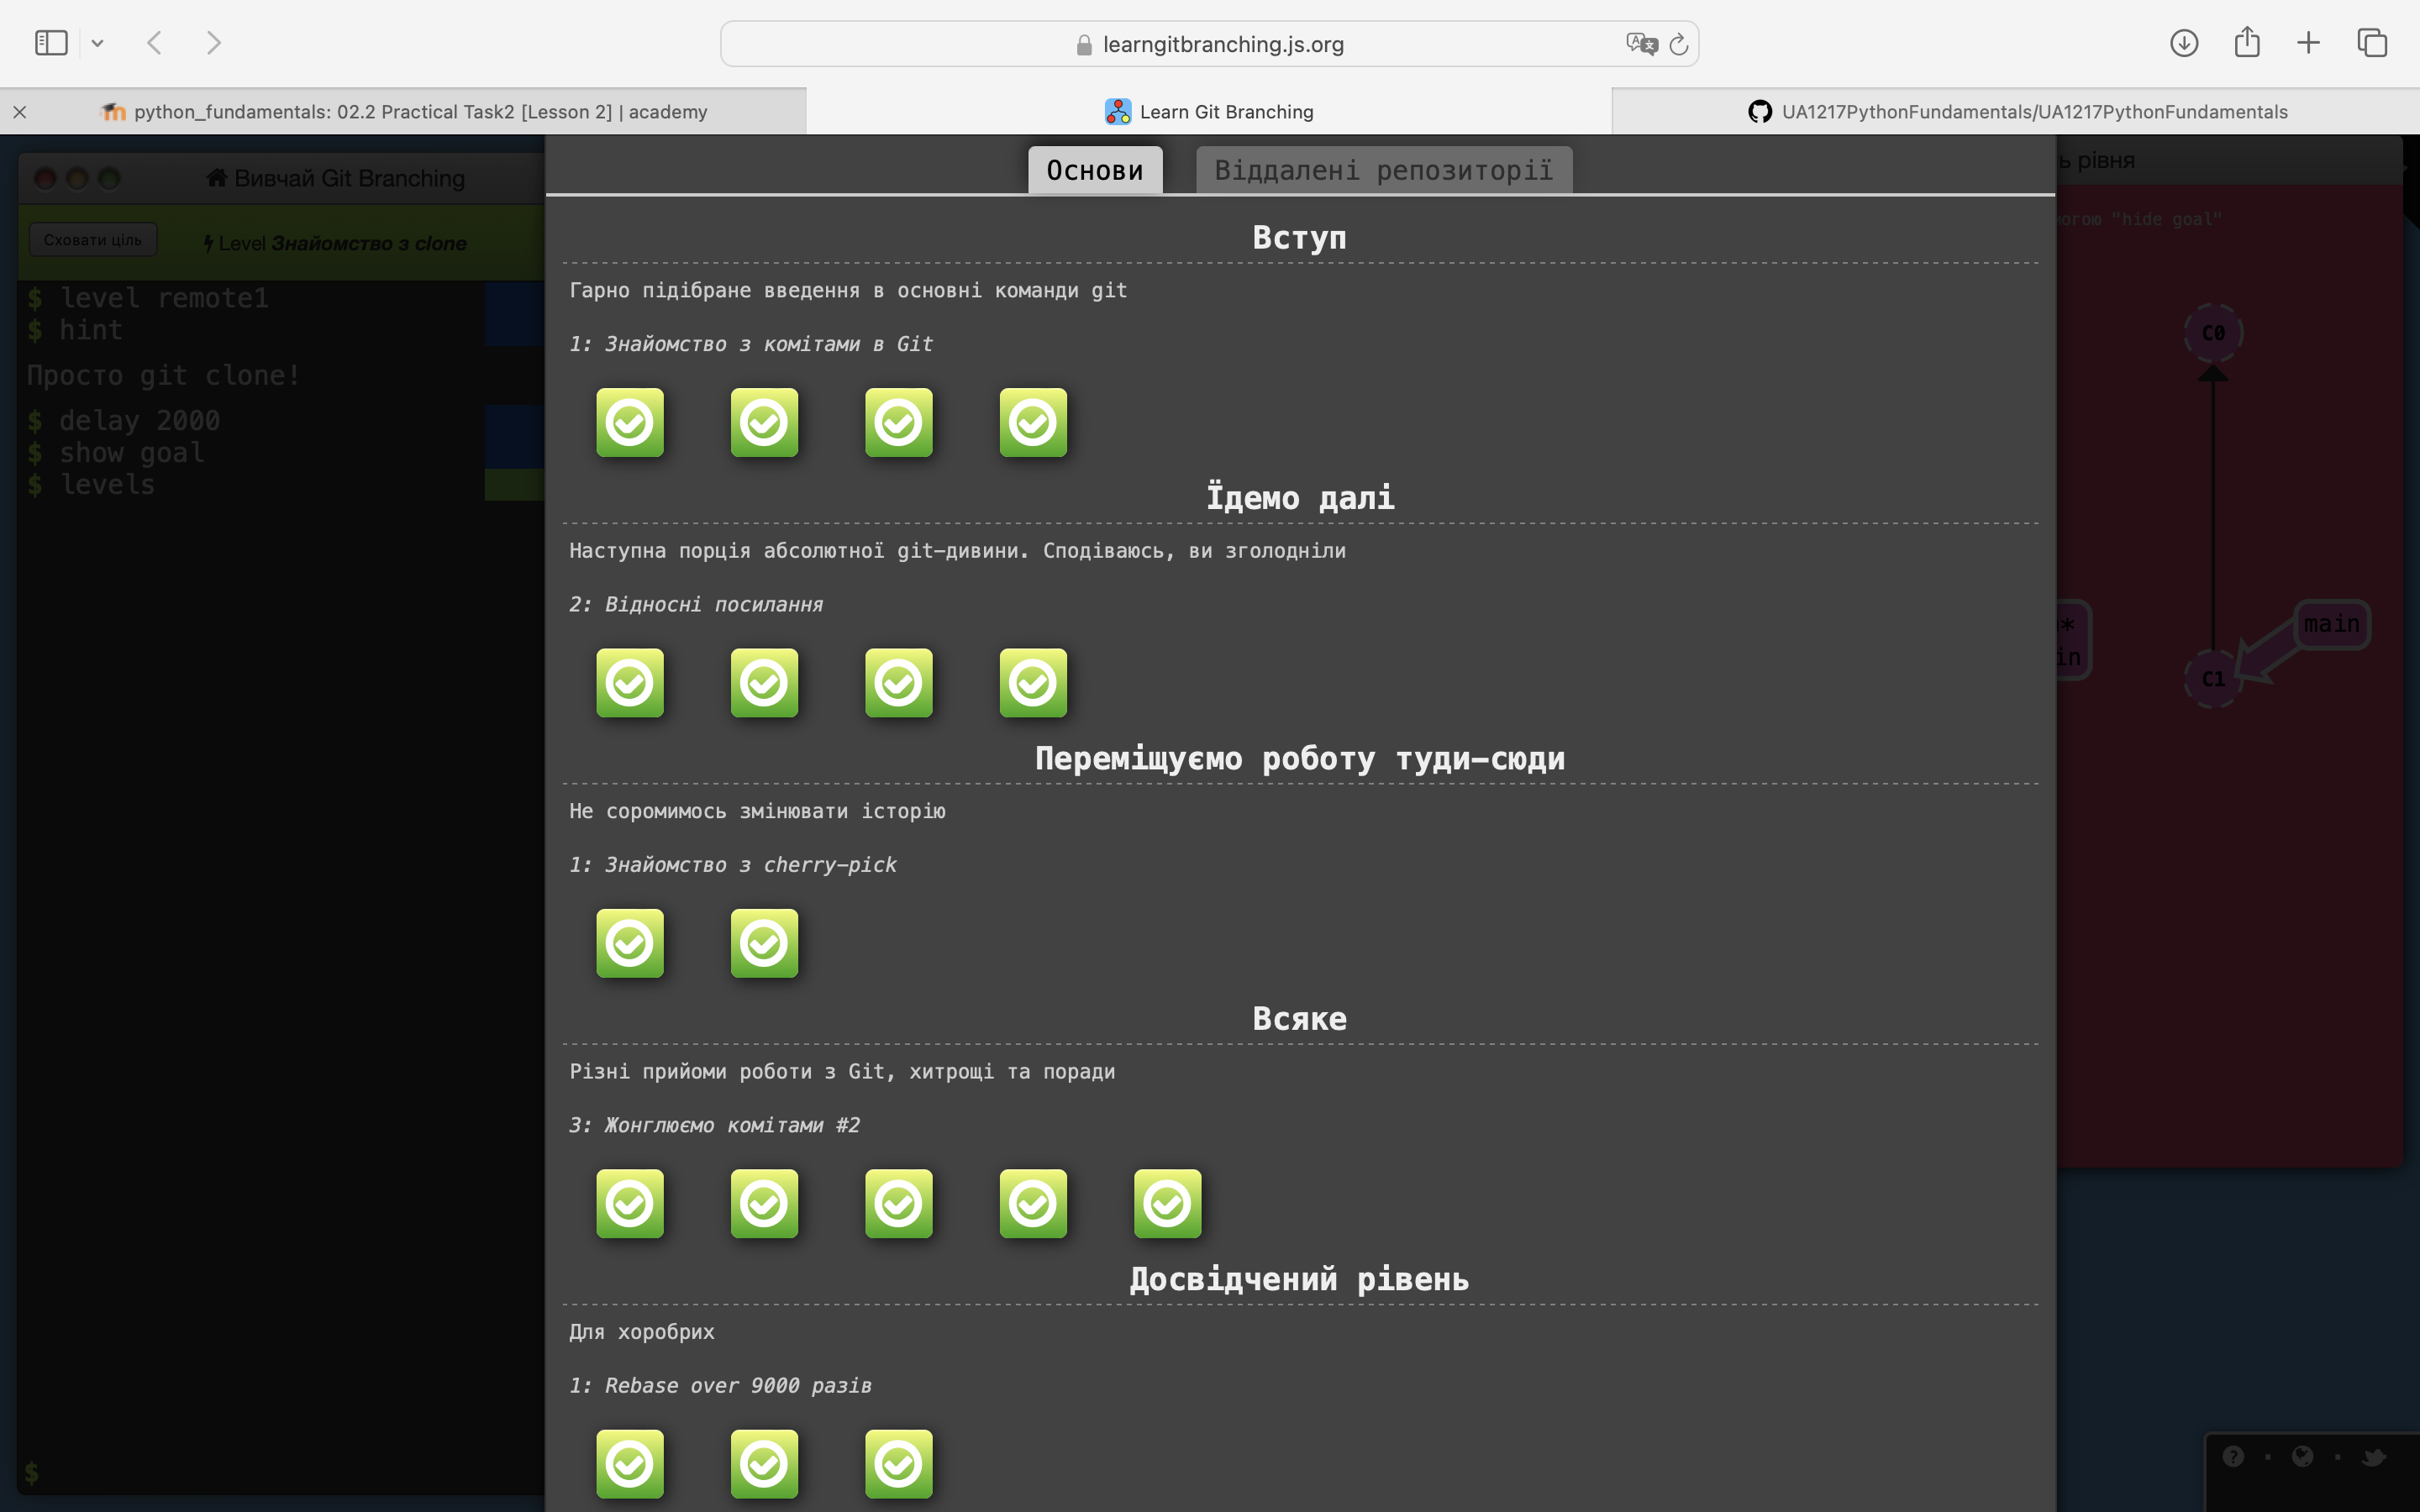 learngitbranching.js.org
python_fundamentals: 02.2 Practical Task2 [Lesson 2] | academy
Learn Git Branching
UA1217PythonFundamentals/UA1217PythonFundamentals
Вивчай Git Branching
Сховати ціль
Level Знайомство з clone
$ level remote1
$ hint
Просто git clone!
$ delay 2000
$ show goal
$ levels
$
Основи
Віддалені репозиторії
Вступ
Гарно підібране введення в основні команди git
1: Знайомство з комітами в Git
Їдемо далі
Наступна порція абсолютної git-дивини. Сподіваюсь, ви зголодніли
2: Відносні посилання
Переміщуємо роботу туди-сюди
Не соромимось змінювати історію
1: Знайомство з cherry-pick
Всяке
Різні прийоми роботи з Git, хитрощі та поради
3: Жонглюємо комітами #2
Досвідчений рівень
Для хоробрих
1: Rebase over 9000 разів
рівня
"hide goal"
C0
main
C1